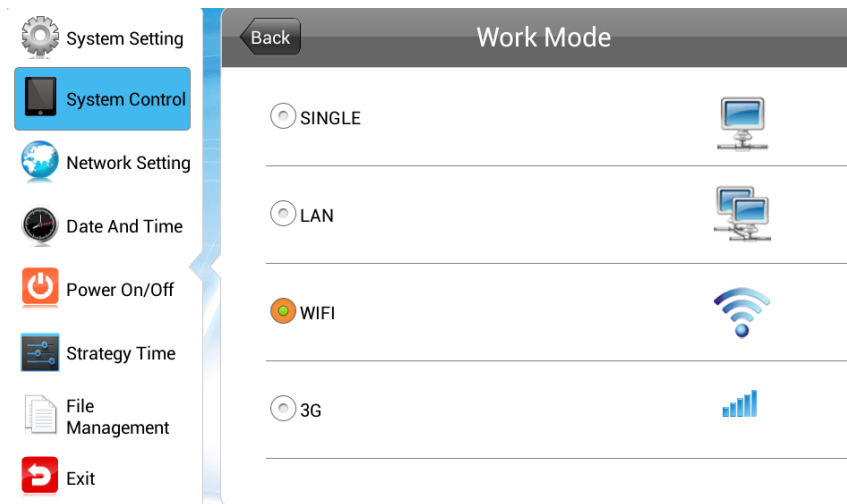 System Setting
System Control
Network Setting
Date And Time
Power On/Off
Strategy Time
File
Management
Exit
Back
Work Mode
SINGLE
LAN
WIFI
3G